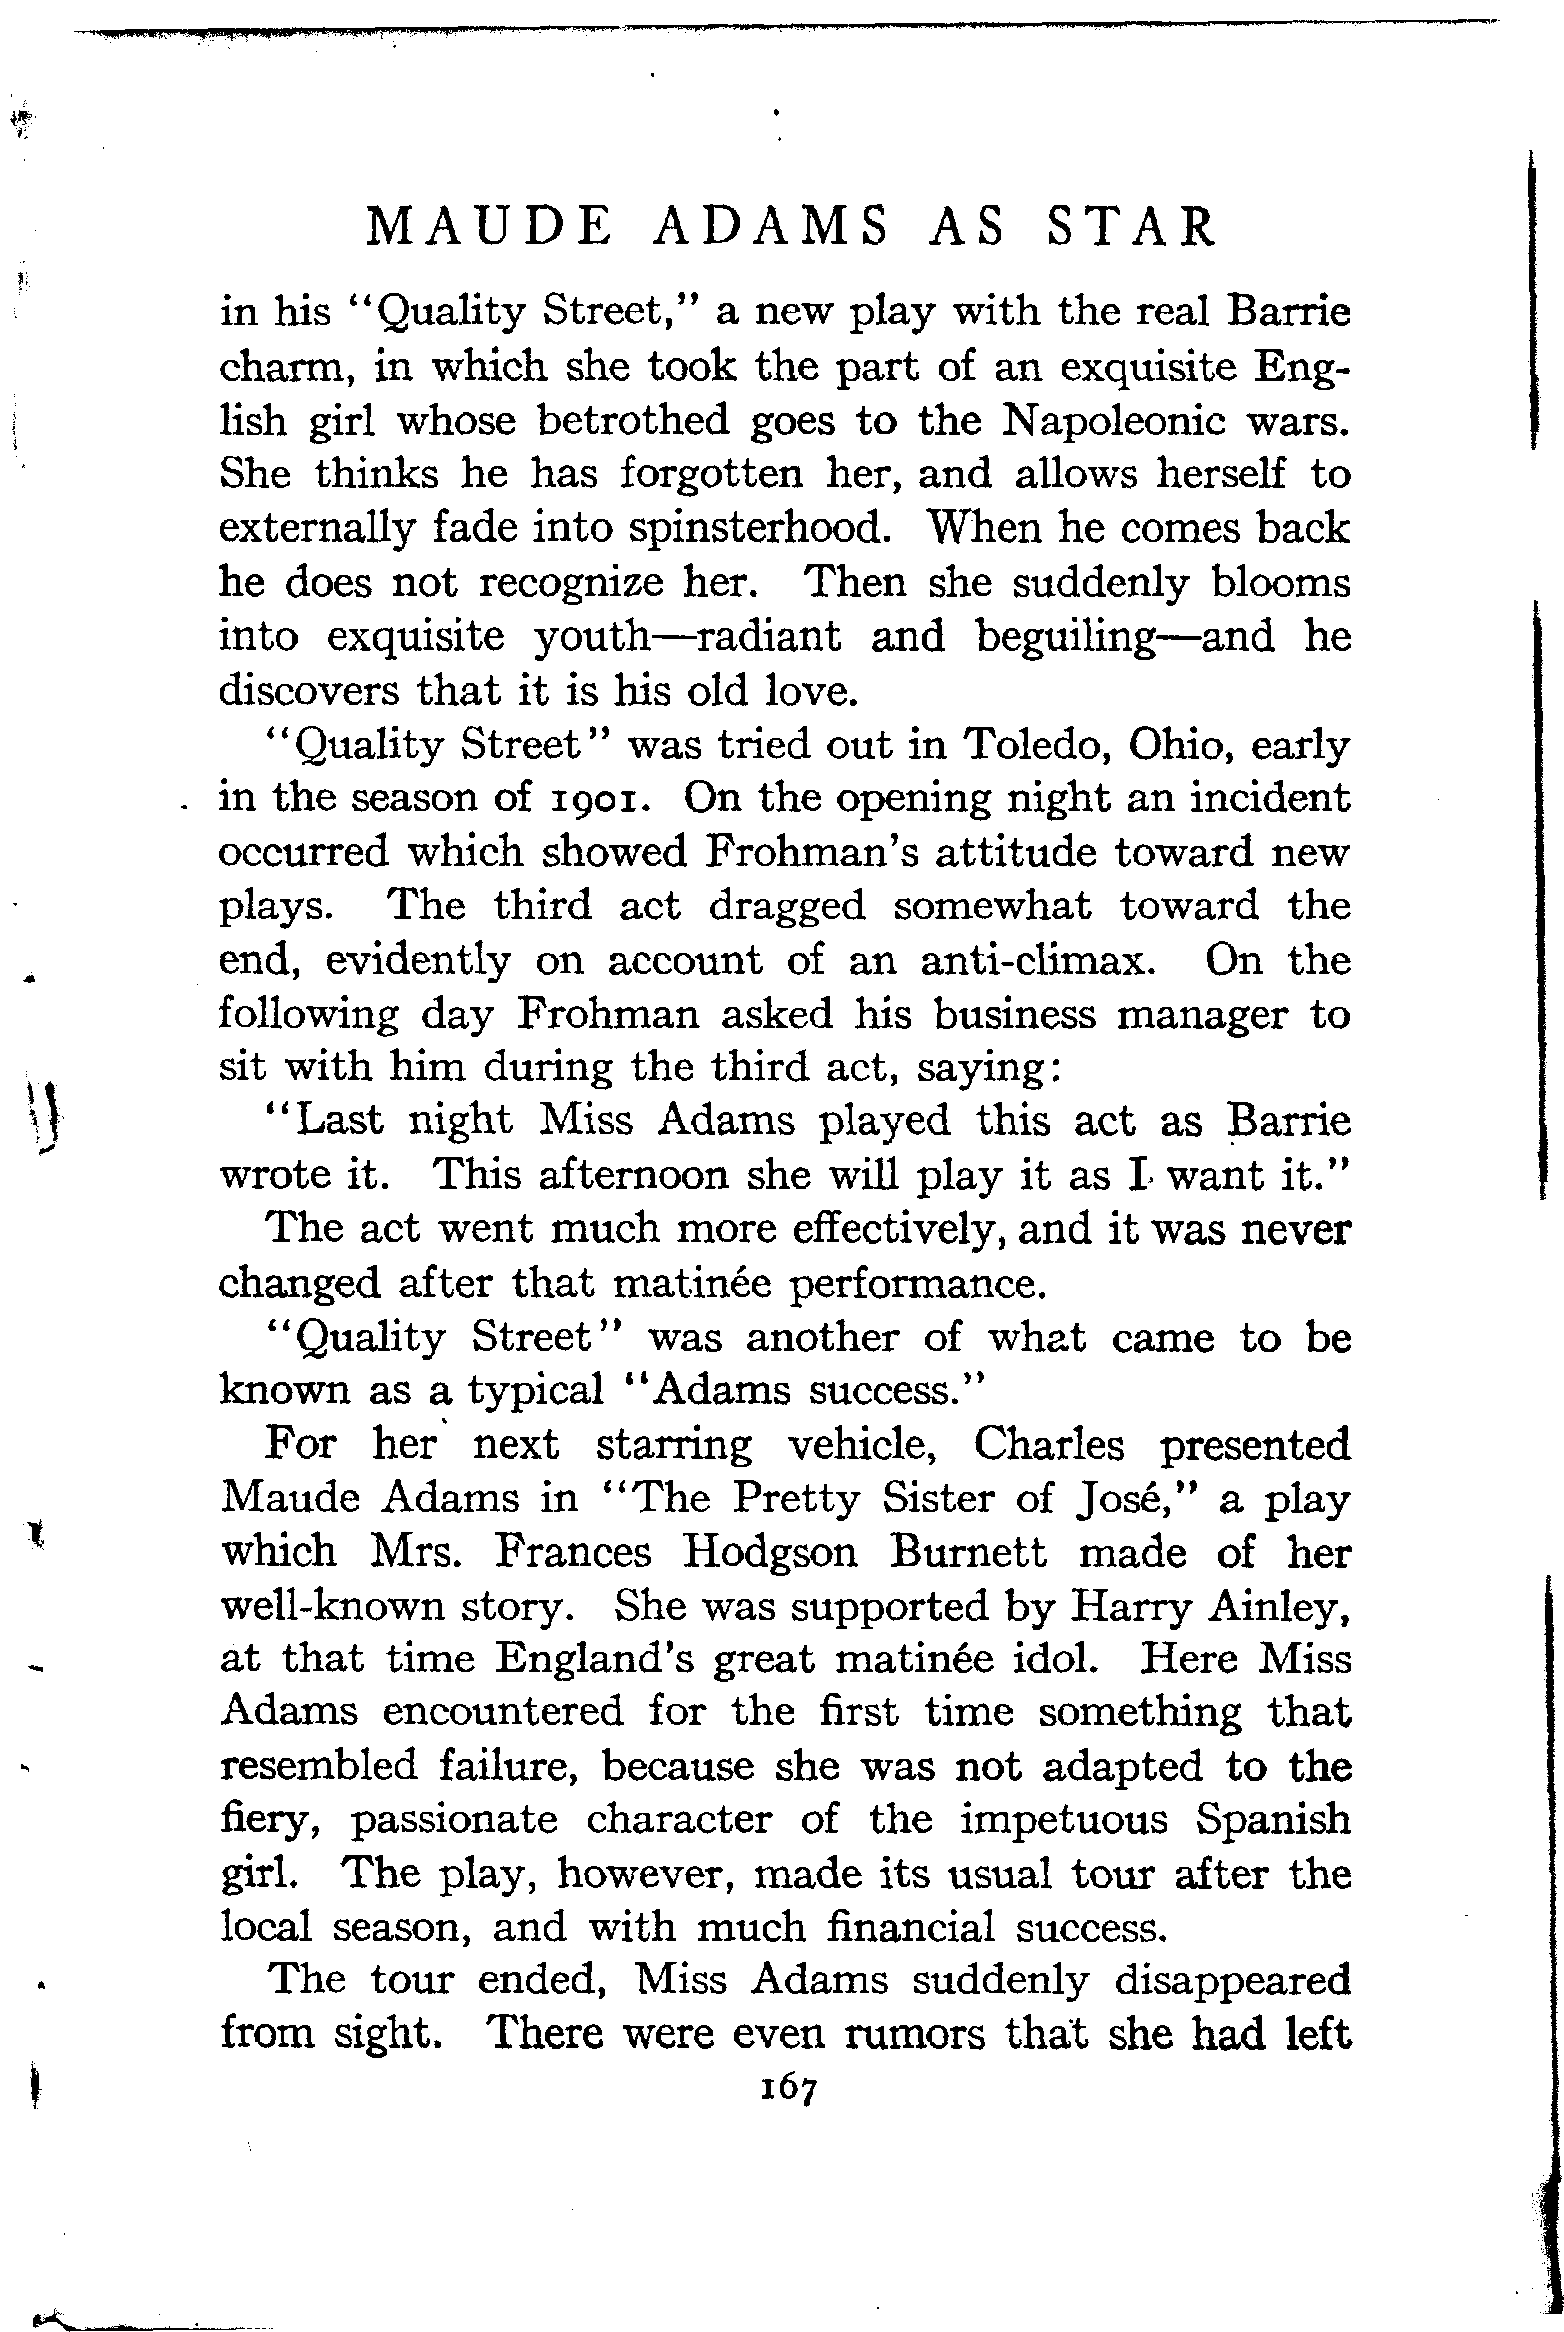 MAUDE ADAMS AS STAR
in his "Quality Street," a new play with the real Barrie
charm, in which she took the part of an exquisite Eng-
lish girl whose betrothed goes to the Napoleonic wars.
She thinks he has forgotten her, and allows herself to
externally fade into spinsterhood. When he comes back
he does not recognize her. Then she suddenly blooms
into exquisite youth—radiant and beguiling—and he
discovers that it is his old love.
"Quality Street" was tried out in Toledo, Ohio, early
in the season of 1901. On the opening night an incident
occurred which showed Frohman's attitude toward new
plays. The third act dragged somewhat toward the
end, evidently on account of an anti-climax. On the
following day Frohman asked his business manager to
sit with him during the third act, saying:
"Last night Miss Adams played this act as Barrie
wrote it. This afternoon she will play it as I want it."
The act went much more effectively, and it was never
changed after that matinée performance.
"Quality Street" was another of what came to be
known as a typical "Adams success."
For her next starring vehicle, Charles presented
Maude Adams in "The Pretty Sister of José," a play
which Mrs. Frances Hodgson Burnett made of her
well-known story. She was supported by Harry Ainley,
at that time England's great matinée idol. Here Miss
Adams encountered for the first time something that
resembled failure, because she was not adapted to the
fiery, passionate character of the impetuous Spanish
girl. The play, however, made its usual tour after the
local season, and with much financial success.
The tour ended, Miss Adams suddenly disappeared
from sight. There were even rumors that she had left
167